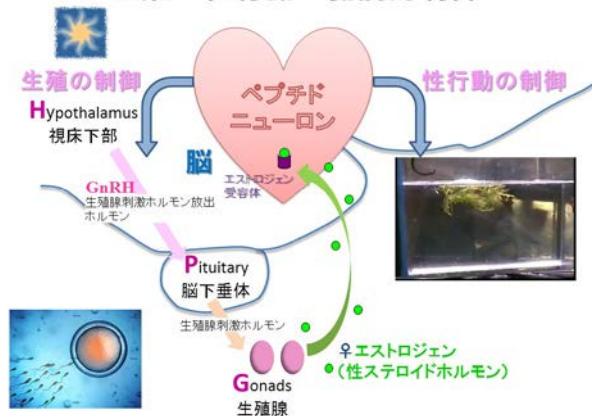 生殖の制御
性行動の制御
ペプチド
ニューロン
Hypothalamus
視床下部
脳
エストロジェン
受容体
GnRH
生殖腺刺激ホルモン放出
ホルモン
Pituitary
脳下垂体
生殖腺刺激ホルモン
♀エストロジェン
(性ステロイドホルモン)
Gonads
生殖腺